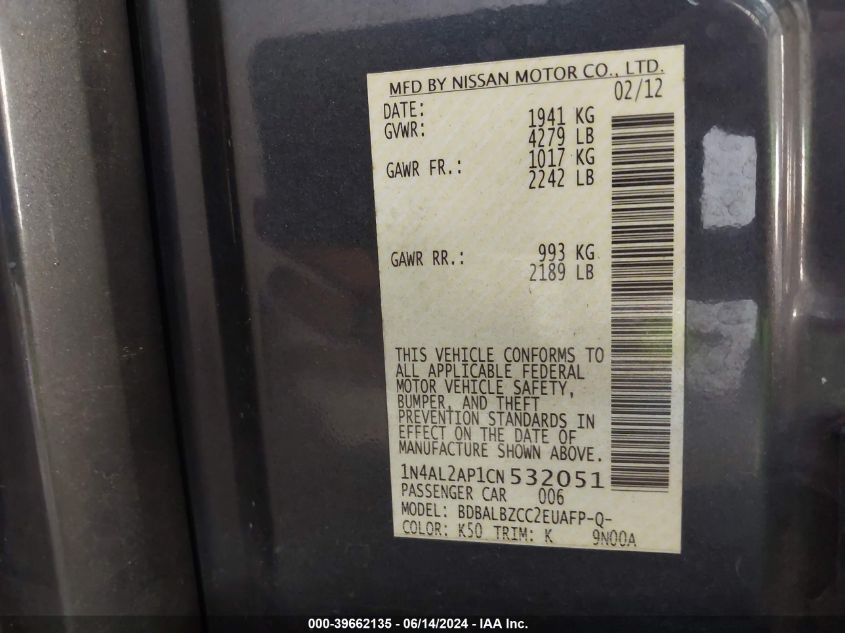 MFD BY NISSAN MOTOR CO., LTD.
DATE: 02/12
GVWR: 1941 KG
4279 LB
GAWR FR.: 1017 KG
2242 LB
GAWR RR.: 993 KG
2189 LB
THIS VEHICLE CONFORMS TO
ALL APPLICABLE FEDERAL
MOTOR VEHICLE SAFETY,
BUMPER, AND THEFT
PREVENTION STANDARDS IN
EFFECT ON THE DATE OF
MANUFACTURE SHOWN ABOVE.
1N4AL2AP1CN532051
PASSENGER CAR 006
MODEL: BDBALBZCC2EUAFP-Q-
COLOR: K50 TRIM: K 9N00A
000-39662135 - 06/14/2024 - IAA Inc.